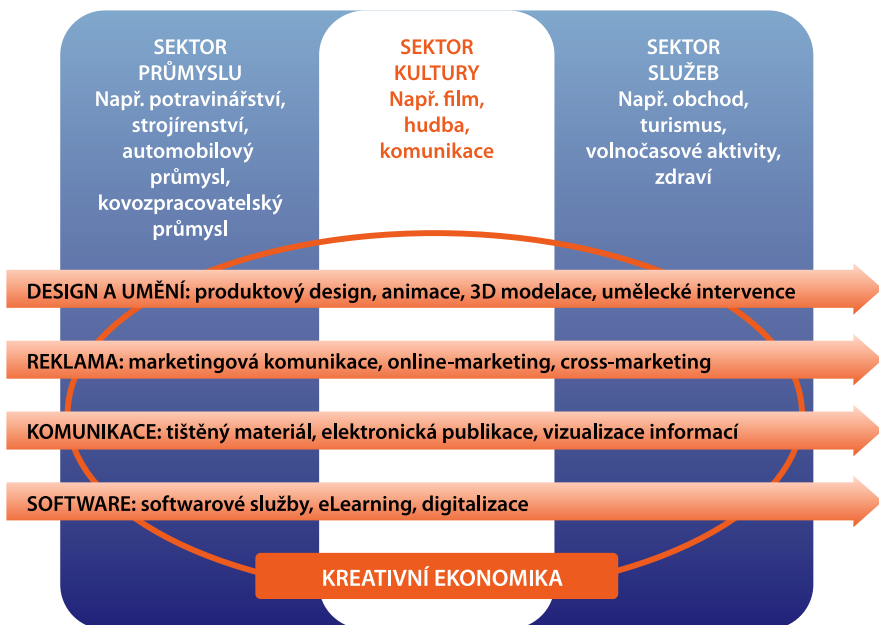 SEKTOR
PRŮMYSLU
Např. potravinářství,
strojírenství,
automobilový
průmysl,
kovozpracovatelský
průmysl
SEKTOR
KULTURY
Např. film,
hudba,
komunikace
SEKTOR
SLUŽEB
Např. obchod,
turismus,
volnočasové aktivity,
zdraví
DESIGN A UMĚNÍ: produktový design, animace, 3D modelace, umělecké intervence
REKLAMA: marketingová komunikace, online-marketing, cross-marketing
KOMUNIKACE: tištěný materiál, elektronická publikace, vizualizace informací
SOFTWARE: softwarové služby, eLearning, digitalizace
KREATIVNÍ EKONOMIKA